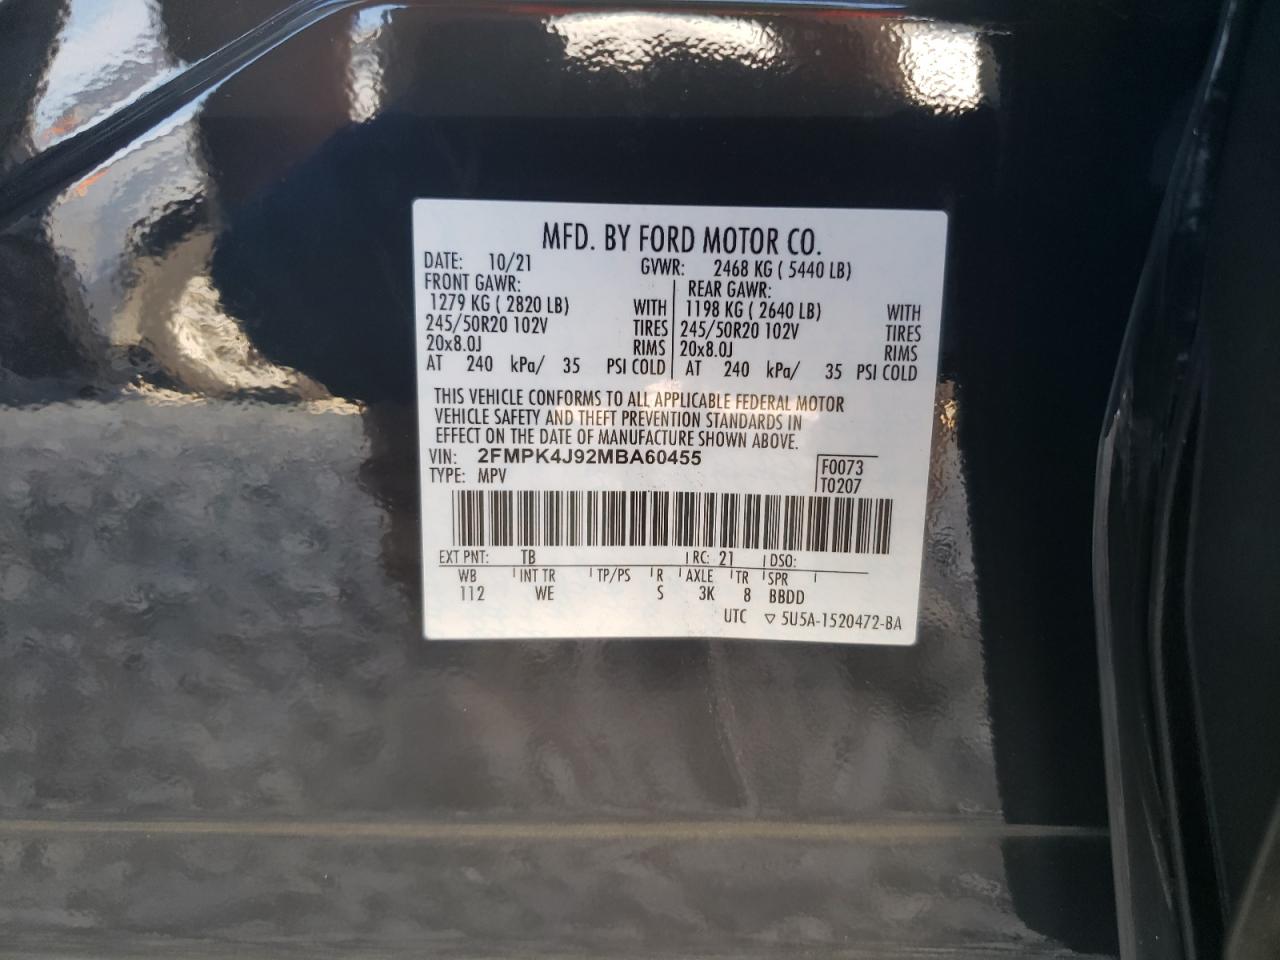 MFD. BY FORD MOTOR CO.
DATE: 10/21 GVWR: 2468 KG ( 5440 LB)
FRONT GAWR: REAR GAWR:
1279 KG ( 2820 LB) WITH 1198 KG ( 2640 LB) WITH
245/50R20 102V TIRES 245/50R20 102V TIRES
20x8.0J RIMS 20x8.0J RIMS
AT 240 kPa/ 35 PSI COLD AT 240 kPa/ 35 PSI COLD
THIS VEHICLE CONFORMS TO ALL APPLICABLE FEDERAL MOTOR
VEHICLE SAFETY AND THEFT PREVENTION STANDARDS IN
EFFECT ON THE DATE OF MANUFACTURE SHOWN ABOVE.
VIN: 2FMPK4J92MBA60455 F0073
TYPE: MPV T0207
EXT PNT: TB RC: 21 DSO:
WB INT TR TP/PS R AXLE TR SPR
112 WE S 3K 8 BBDD
UTC ▽ 5U5A-1520472-BA